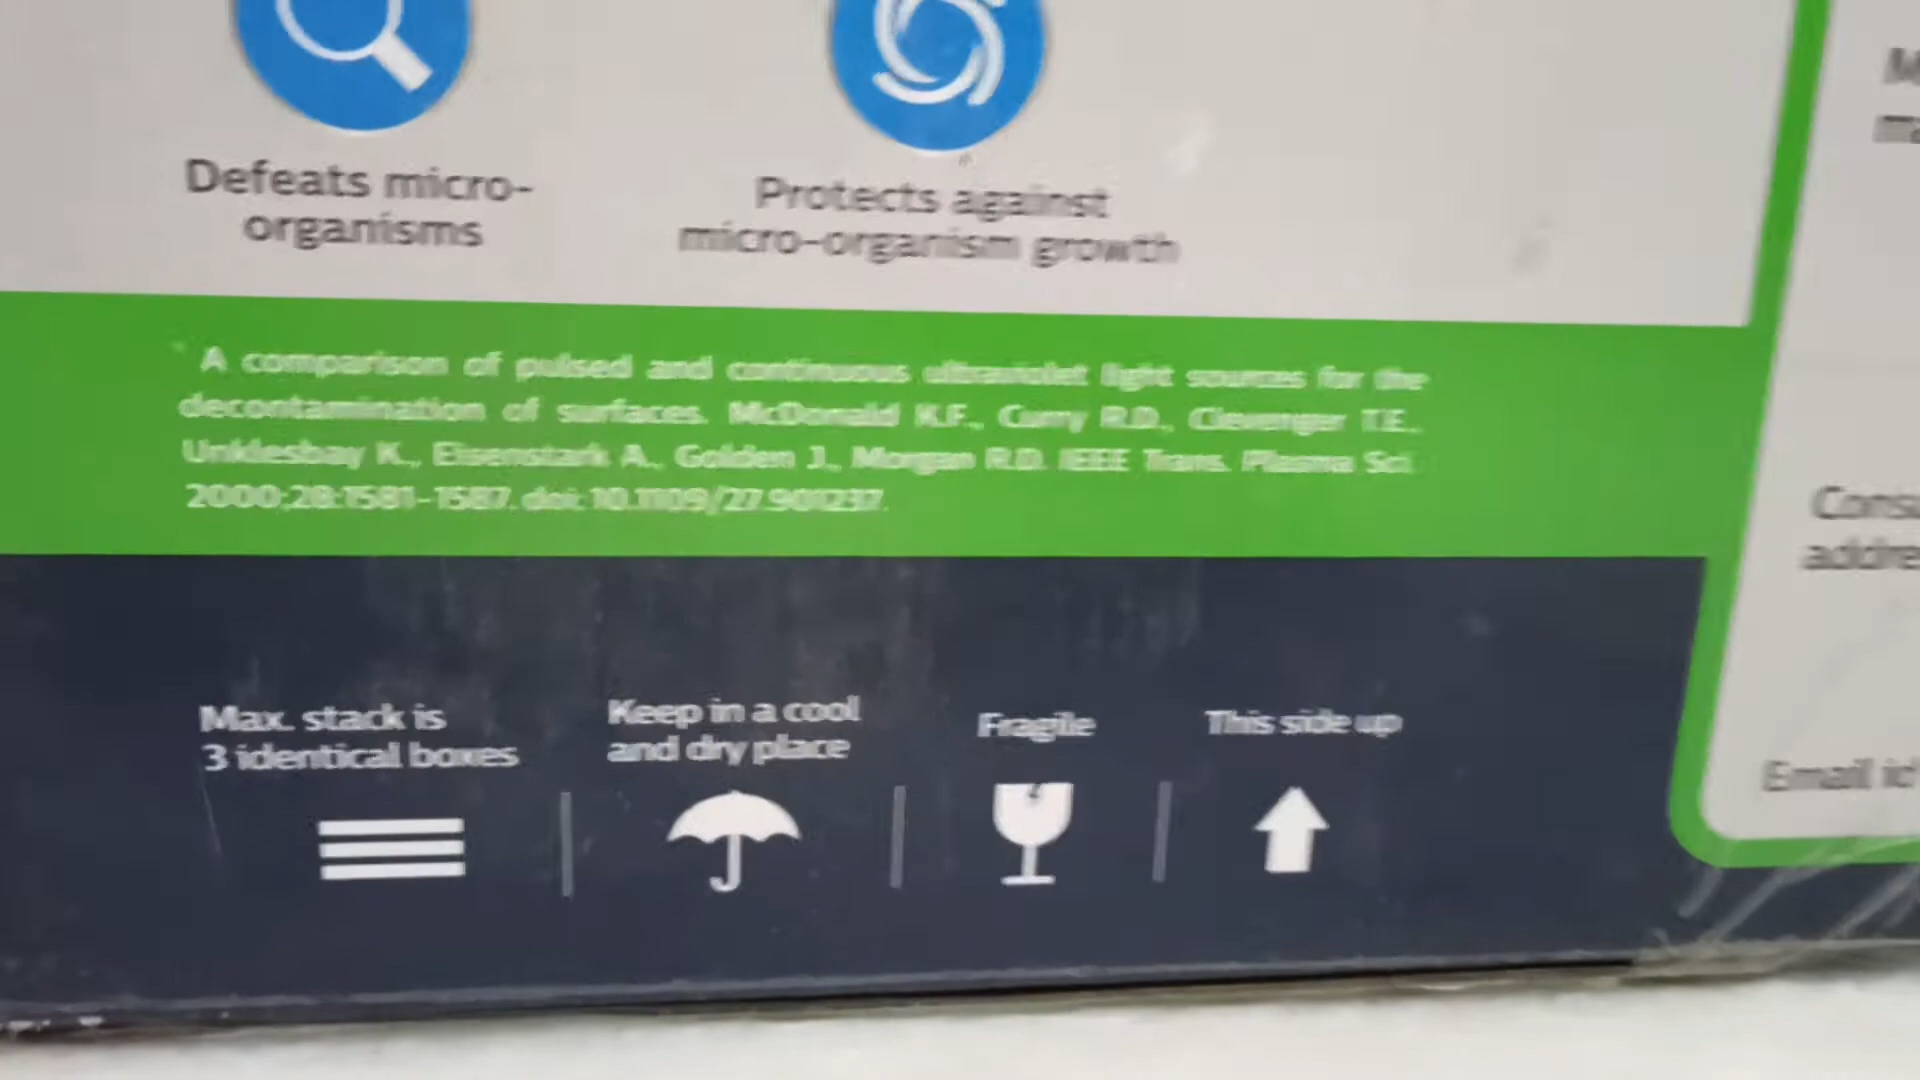 Defeats micro-
organisms
Protects against
micro-organism growth
A comparison of pulsed and continuous ultraviolet light sources for the
decontamination of surfaces. McDonald K.F., Curry R.D., Clevenger T.E.,
Unklesbay K., Eisenstark A., Golden J., Morgan R.D. IEEE Trans. Plasma Sci.
2000;28:1581-1587. doi: 10.1109/27.901237.
Max. stack is
3 identical boxes
Keep in a cool
and dry place
Fragile
This side up
Email id